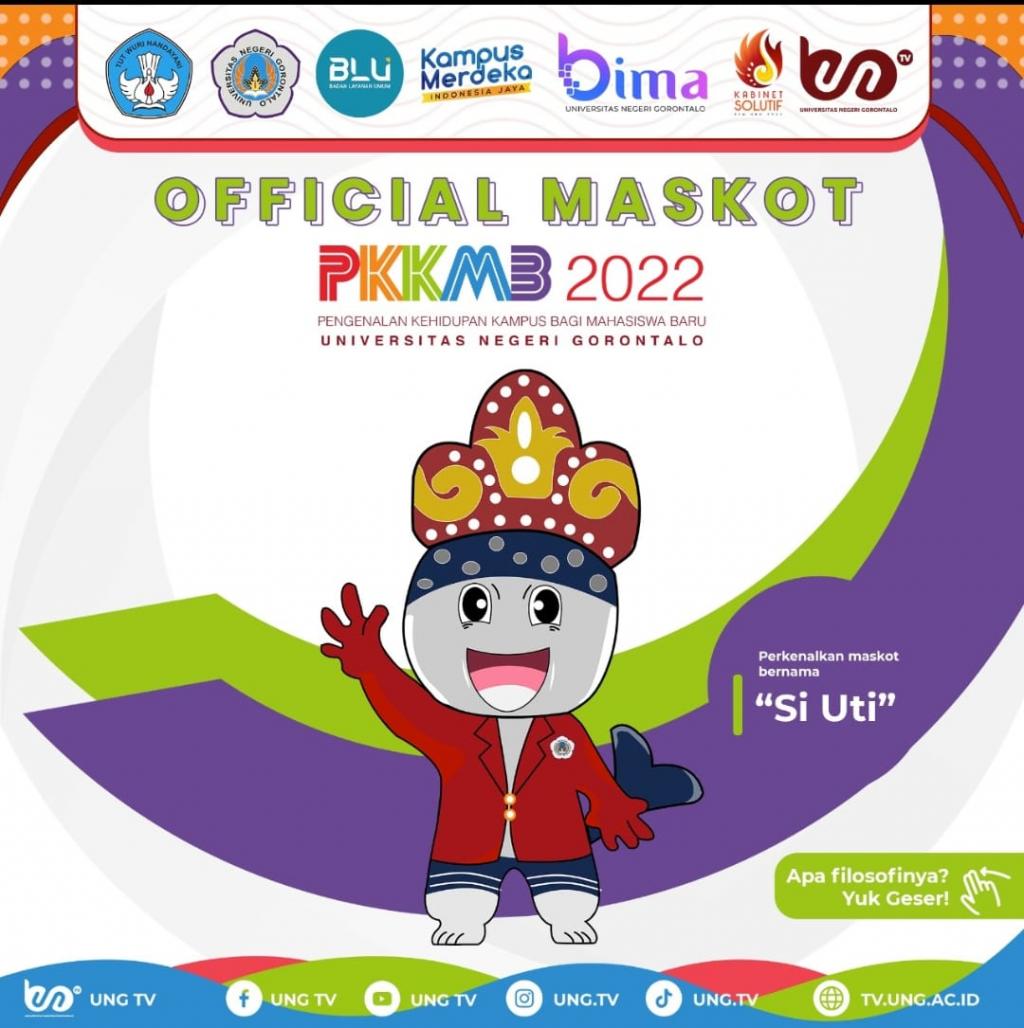 TUT WURI HANDAYANI
UNIVERSITAS NEGERI GORONTALO
BLU
BADAN LAYANAN UMUM
Kampus
Merdeka
INDONESIA JAYA
bima
UNIVERSITAS NEGERI GORONTALO
KABINET
SOLUTIF
TV
UNIVERSITAS NEGERI GORONTALO
OFFICIAL MASKOT
PKKMB 2022
PENGENALAN KEHIDUPAN KAMPUS BAGI MAHASISWA BARU
UNIVERSITAS NEGERI GORONTALO
Perkenalkan maskot
bernama
“Si Uti”
Apa filosofinya?
Yuk Geser!
UNG TV
UNG TV
UNG TV
UNG.TV
UNG.TV
TV.UNG.AC.ID